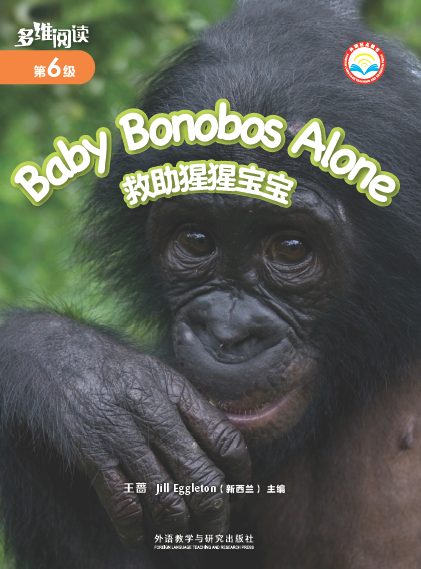 多维阅读
第6级
Baby Bonobos Alone
救助猩猩宝宝
王蔷 Jill Eggleton（新西兰）主编
外语教学与研究出版社
FOREIGN LANGUAGE TEACHING AND RESEARCH PRESS